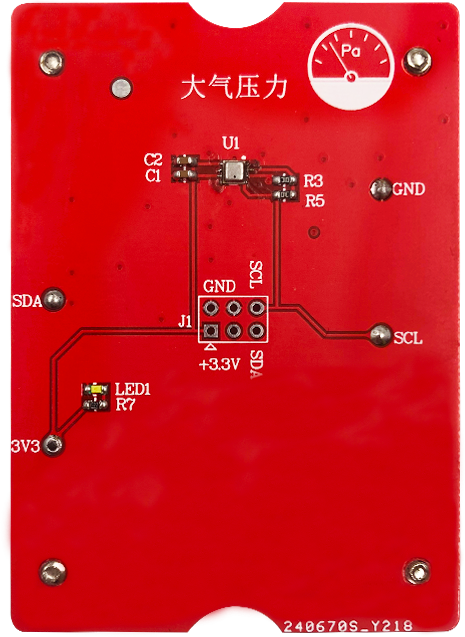 Pa
大气压力
U1
C2
C1
R3
R5
GND
GND
SCL
SDA
J1
+3.3V
SDA
SCL
LED1
R7
3V3
240670S_Y218